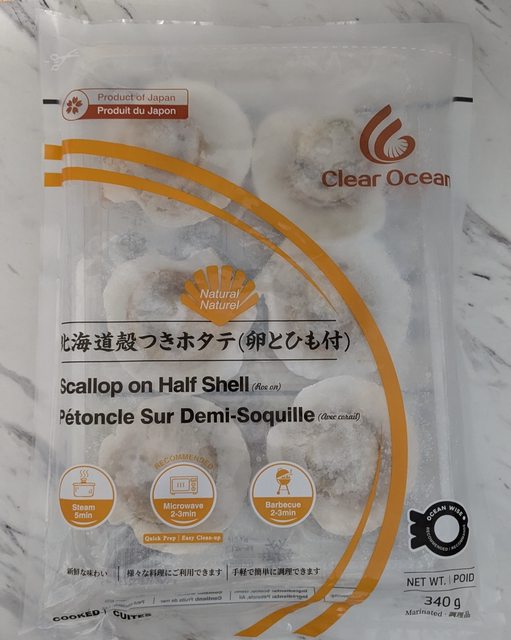 Product of Japan
Produit du Japon
Clear Ocean
Natural
Naturel
北海道殻つきホタテ(卵とひも付)
Scallop on Half Shell (Roe on)
Pétoncle Sur Demi-Soquille (Avec corail)
RECOMMENDED
Steam
5min
Microwave
2-3min
Barbecue
2-3min
Quick Prep | Easy Clean-up
OCEAN WISE
RECOMMENDED | RECOMMANDÉ
新鮮な味わい | 様々な料理にご利用できます | 手軽で簡単に調理できます
NET WT. | POID
340 g
Marinated · 調理品
COOKED | CUITES